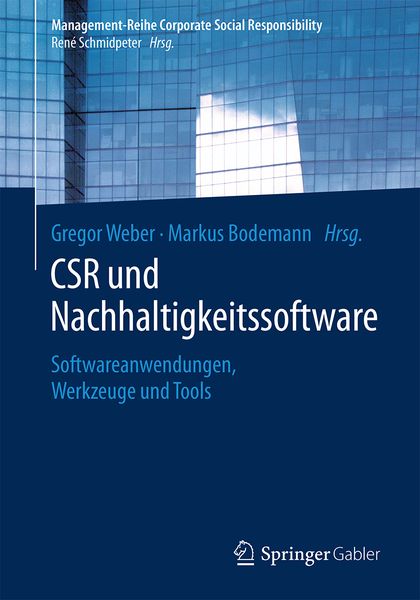 Management-Reihe Corporate Social Responsibility
René Schmidpeter Hrsg.
Gregor Weber · Markus Bodemann Hrsg.
CSR und
Nachhaltigkeitssoftware
Softwareanwendungen,
Werkzeuge und Tools
Springer Gabler